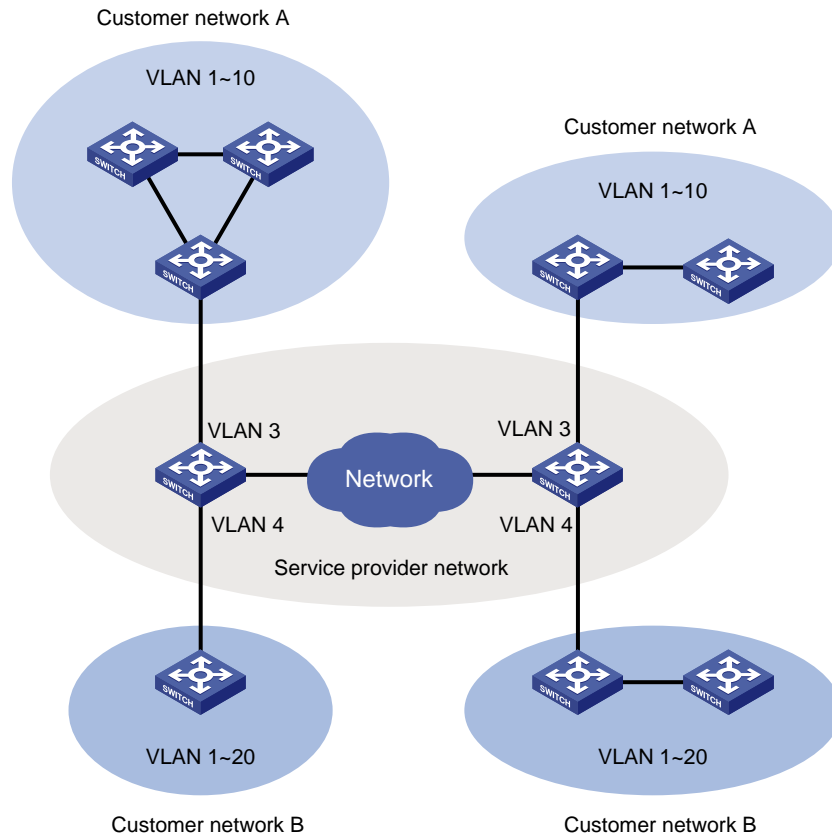 Customer network A
VLAN 1~10
SWITCH
SWITCH
SWITCH
Customer network A
VLAN 1~10
SWITCH
SWITCH
VLAN 3
VLAN 3
SWITCH
Network
SWITCH
VLAN 4
VLAN 4
Service provider network
SWITCH
SWITCH
SWITCH
VLAN 1~20
VLAN 1~20
Customer network B
Customer network B